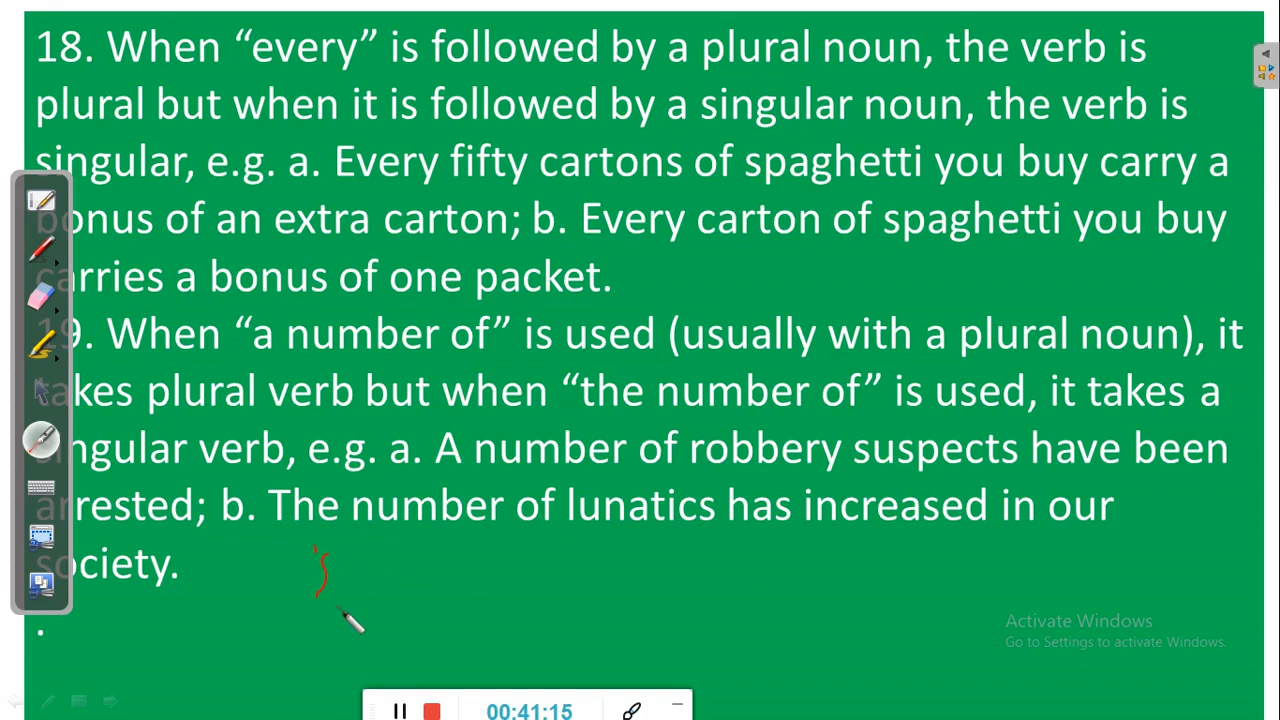 18. When “every” is followed by a plural noun, the verb is
plural but when it is followed by a singular noun, the verb is
singular, e.g. a. Every fifty cartons of spaghetti you buy carry a
bonus of an extra carton; b. Every carton of spaghetti you buy
carries a bonus of one packet.
19. When “a number of” is used (usually with a plural noun), it
takes plural verb but when “the number of” is used, it takes a
singular verb, e.g. a. A number of robbery suspects have been
arrested; b. The number of lunatics has increased in our
society.
.
Activate Windows
Go to Settings to activate Windows.
00:41:15